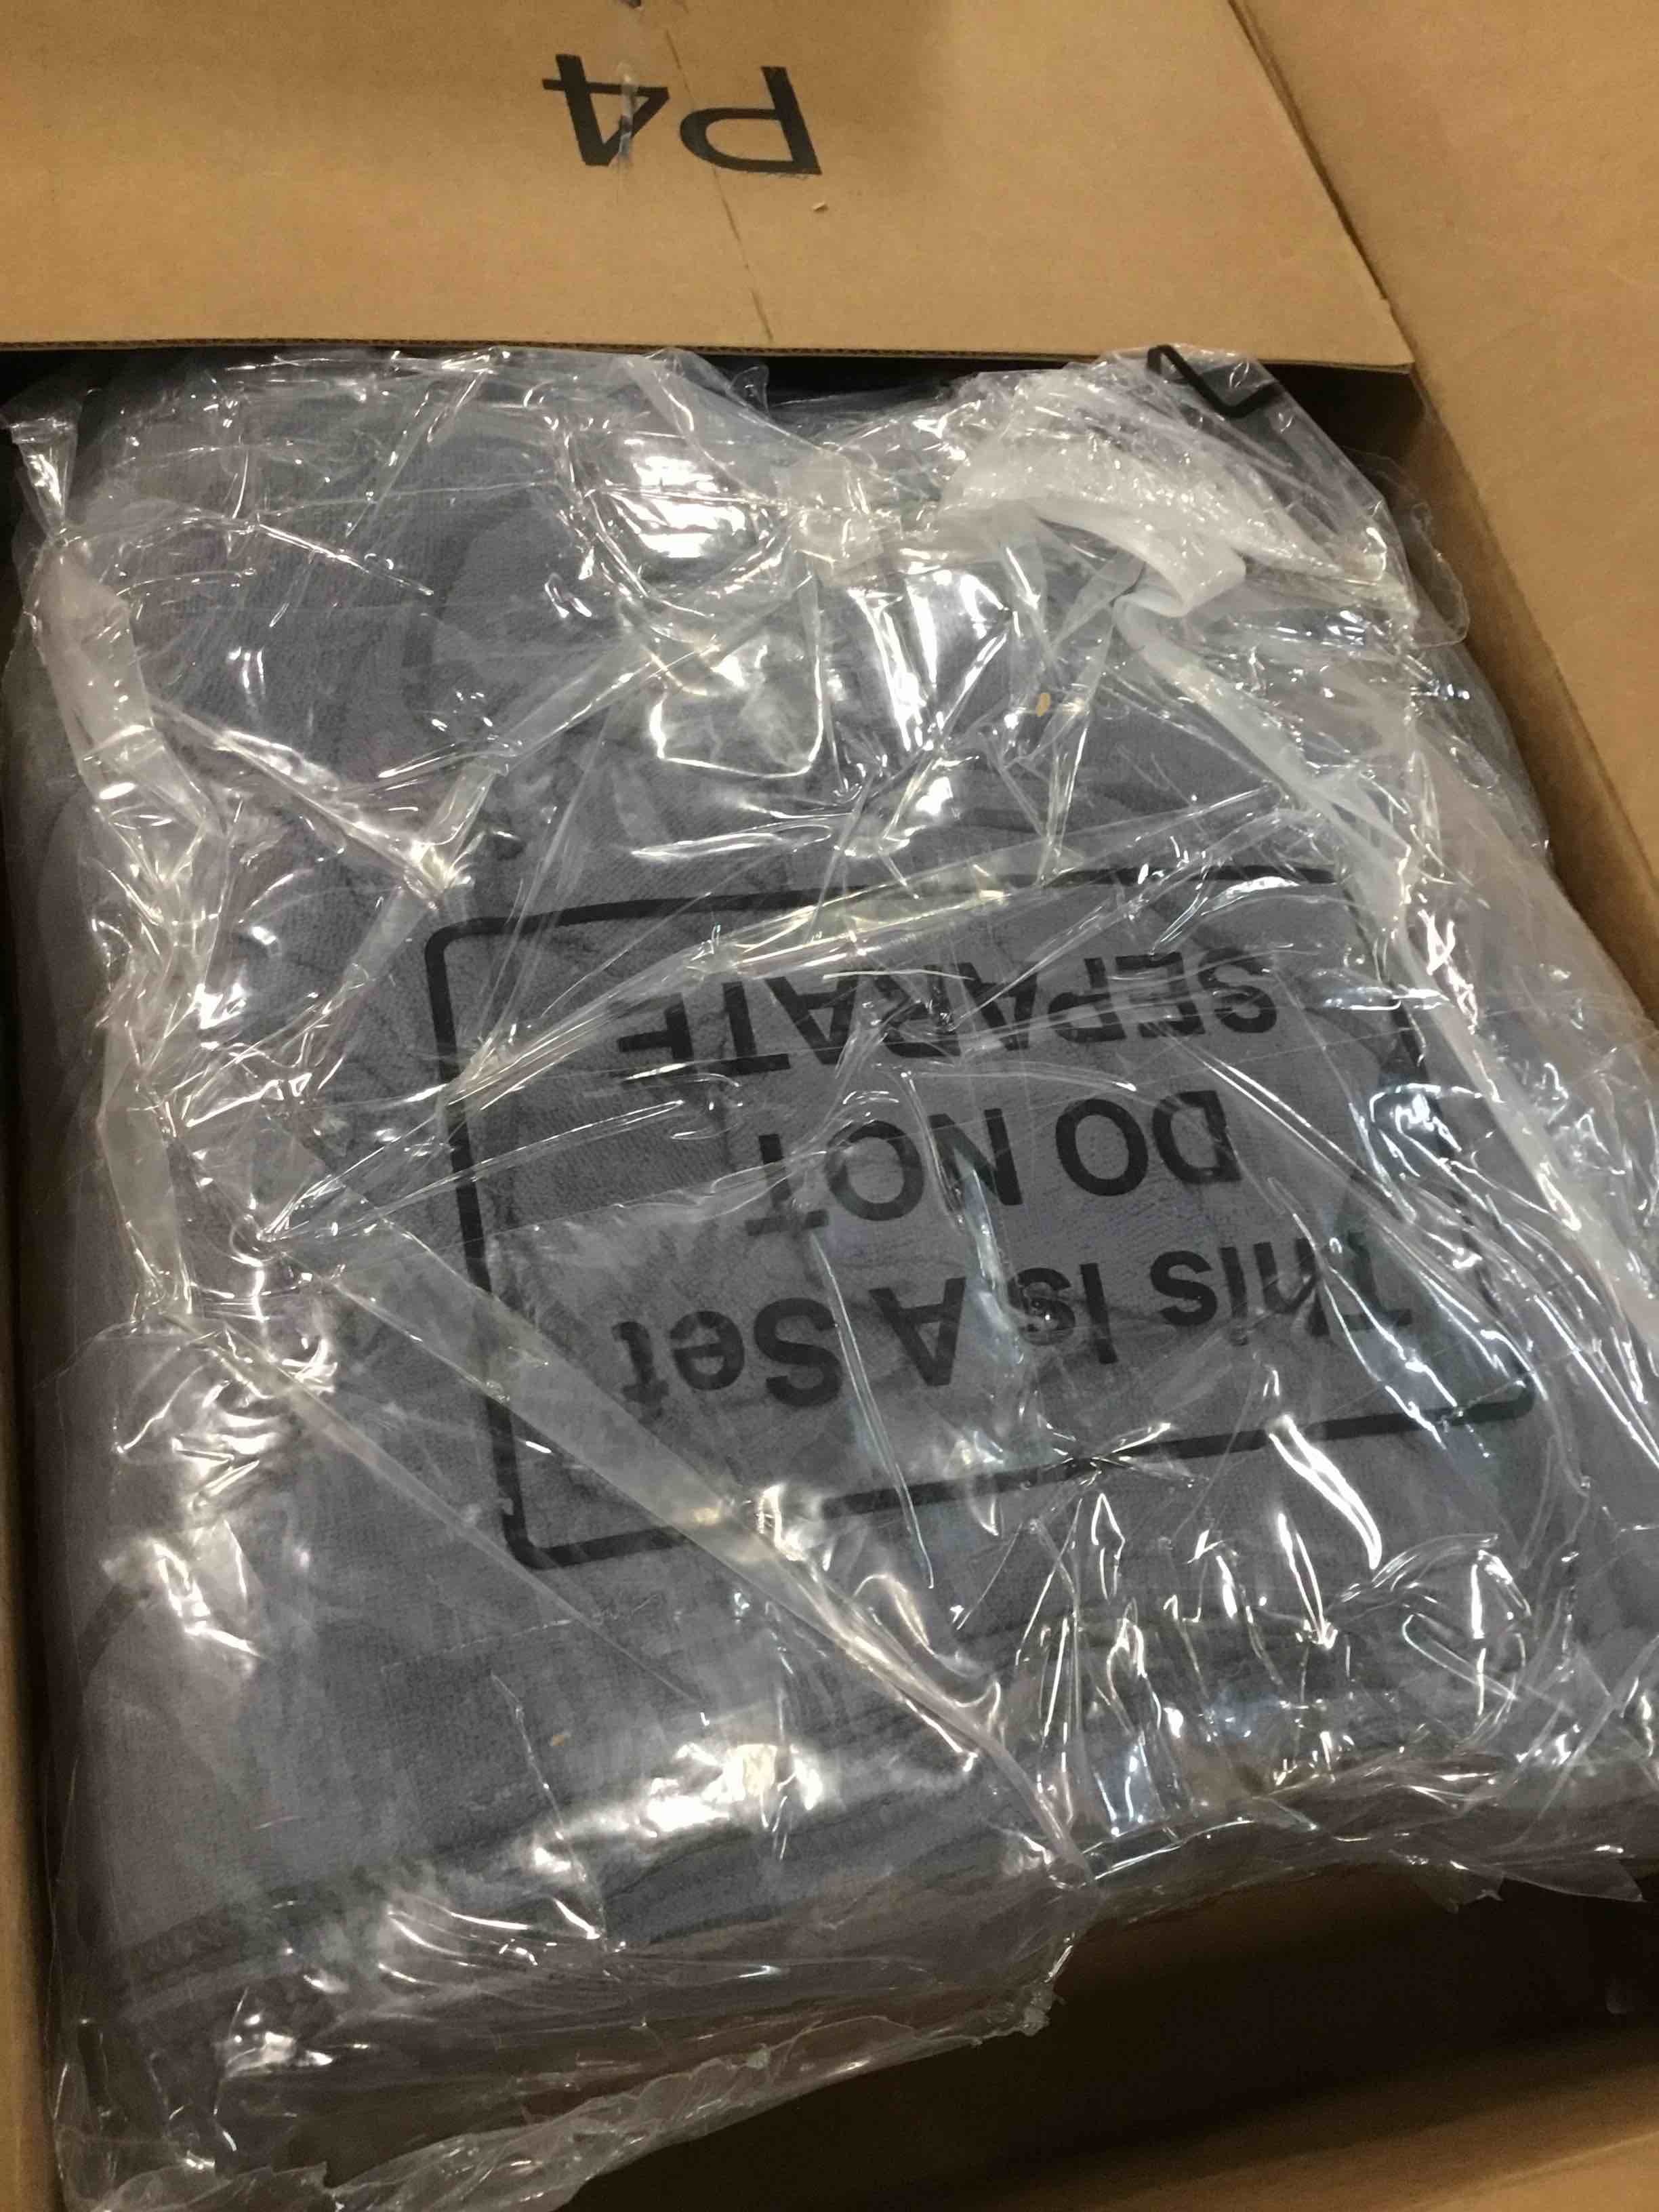 P4
This is A Set
DO NOT
SEPARATE